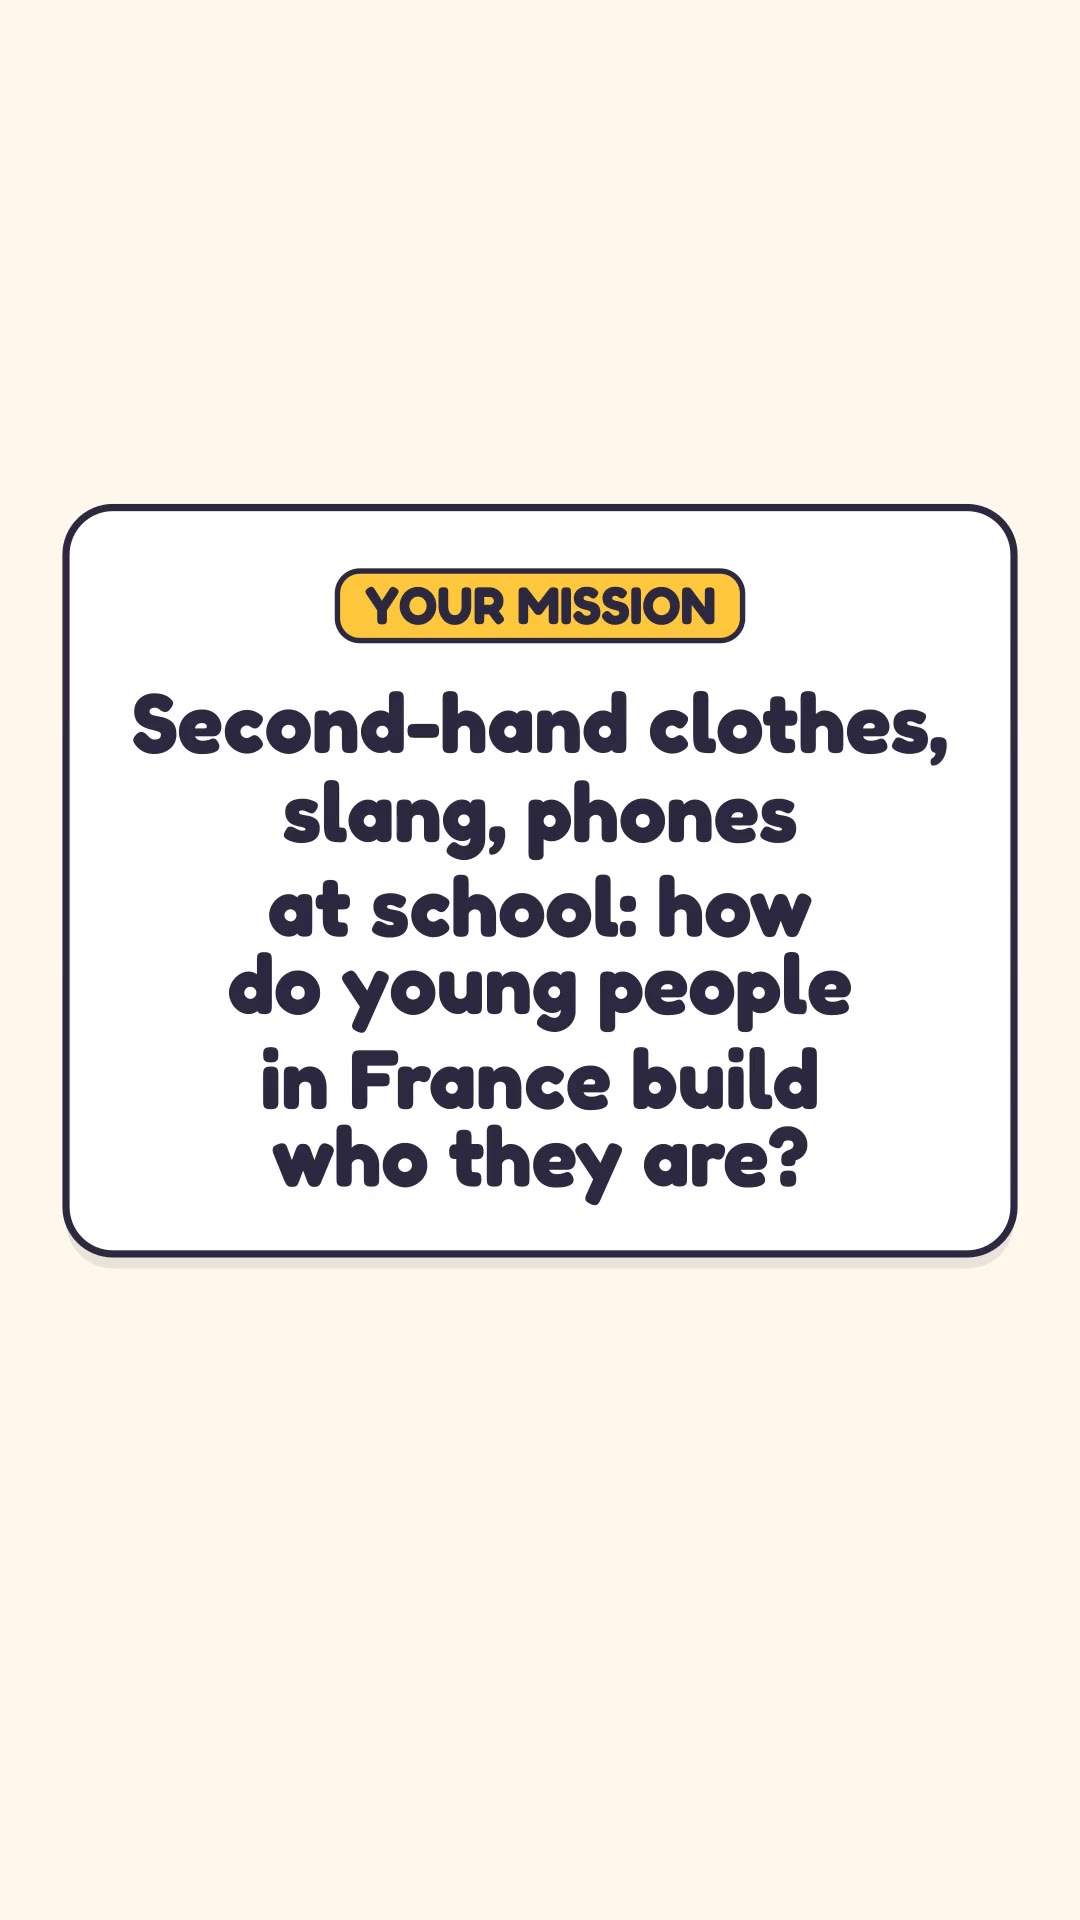 YOUR MISSION
Second-hand clothes,
slang, phones
at school: how
do young people
in France build
who they are?